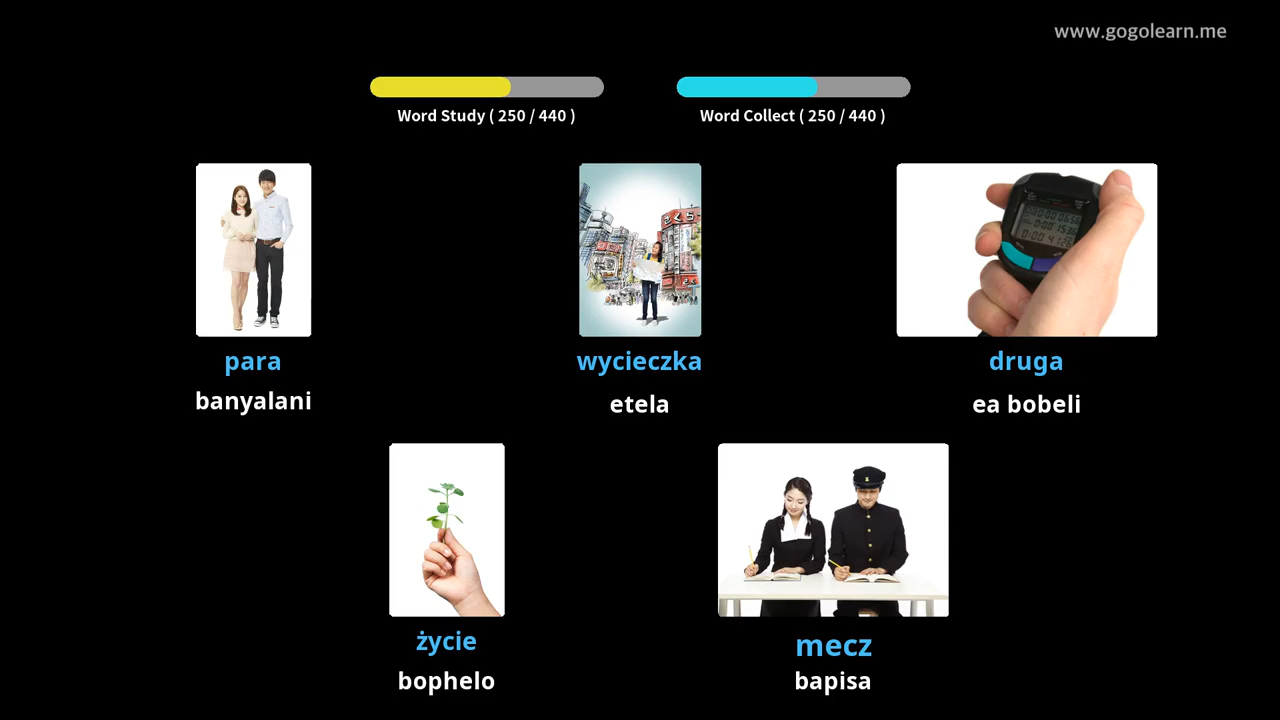 www.gogolearn.me
Word Study ( 250 / 440 )
Word Collect ( 250 / 440 )
para
banyalani
wycieczka
etela
druga
ea bobeli
życie
bophelo
mecz
bapisa